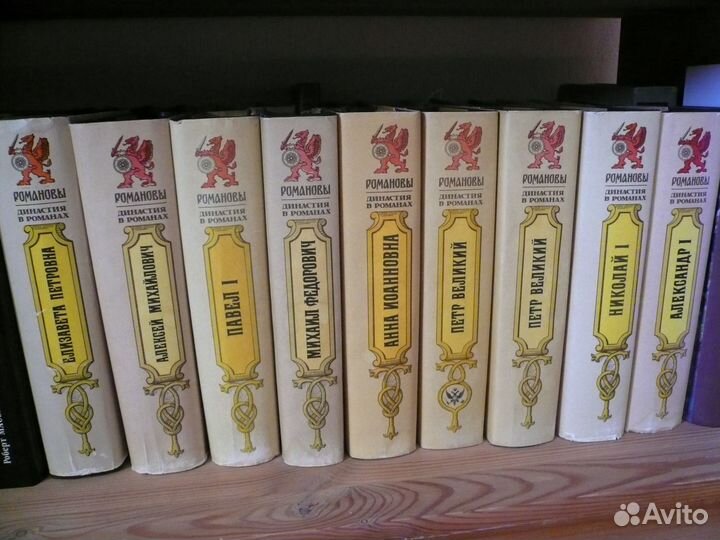 РОМАНОВЫ
ДИНАСТИЯ
В РОМАНАХ
ЕЛИЗАВЕТА ПЕТРОВНА
РОМАНОВЫ
ДИНАСТИЯ
В РОМАНАХ
АЛЕКСЕЙ МИХАЙЛОВИЧ
РОМАНОВЫ
ДИНАСТИЯ
В РОМАНАХ
ПАВЕЛ I
РОМАНОВЫ
ДИНАСТИЯ
В РОМАНАХ
МИХАИЛ ФЕДОРОВИЧ
РОМАНОВЫ
ДИНАСТИЯ
В РОМАНАХ
АННА ИОАННОВНА
РОМАНОВЫ
ДИНАСТИЯ
В РОМАНАХ
ПЕТР ВЕЛИКИЙ
РОМАНОВЫ
ДИНАСТИЯ
В РОМАНАХ
ПЕТР ВЕЛИКИЙ
РОМАНОВЫ
ДИНАСТИЯ
В РОМАНАХ
НИКОЛАЙ I
РОМАНОВЫ
ДИНАСТИЯ
В РОМАНАХ
АЛЕКСАНДР I
Роберт
Avito